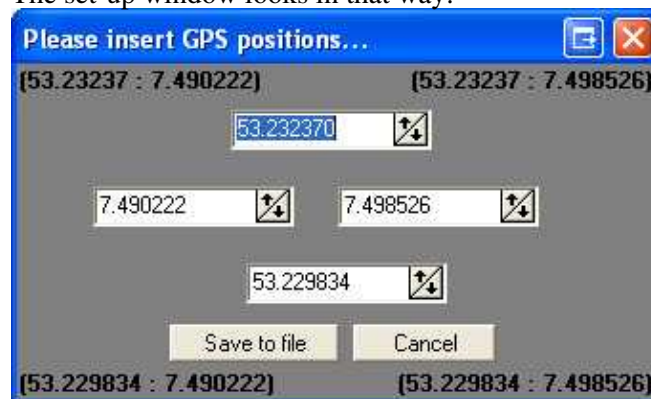 The set-up window looks in that way:
Please insert GPS positions...
(53.23237 : 7.490222) (53.23237 : 7.498526)
53.232370
7.490222 7.498526
53.229834
Save to file Cancel
(53.229834 : 7.490222) (53.229834 : 7.498526)